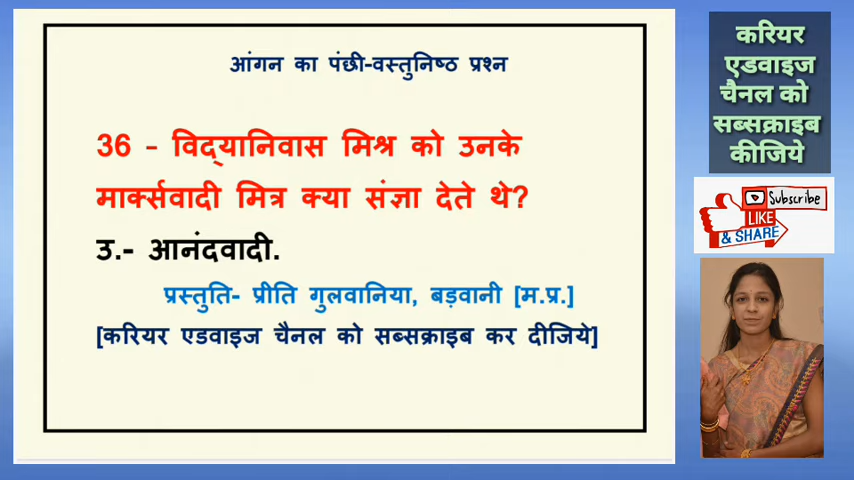 आंगन का पंछी-वस्तुनिष्ठ प्रश्न
36 - विद्यानिवास मिश्र को उनके
मार्क्सवादी मित्र क्या संज्ञा देते थे?
उ.- आनंदवादी.
प्रस्तुति- प्रीति गुलवानिया, बड़वानी [म.प्र.]
[करियर एडवाइज चैनल को सब्सक्राइब कर दीजिये]
करियर
एडवाइज
चैनल को
सब्सक्राइब
कीजिये
Subscribe
LIKE
& SHARE